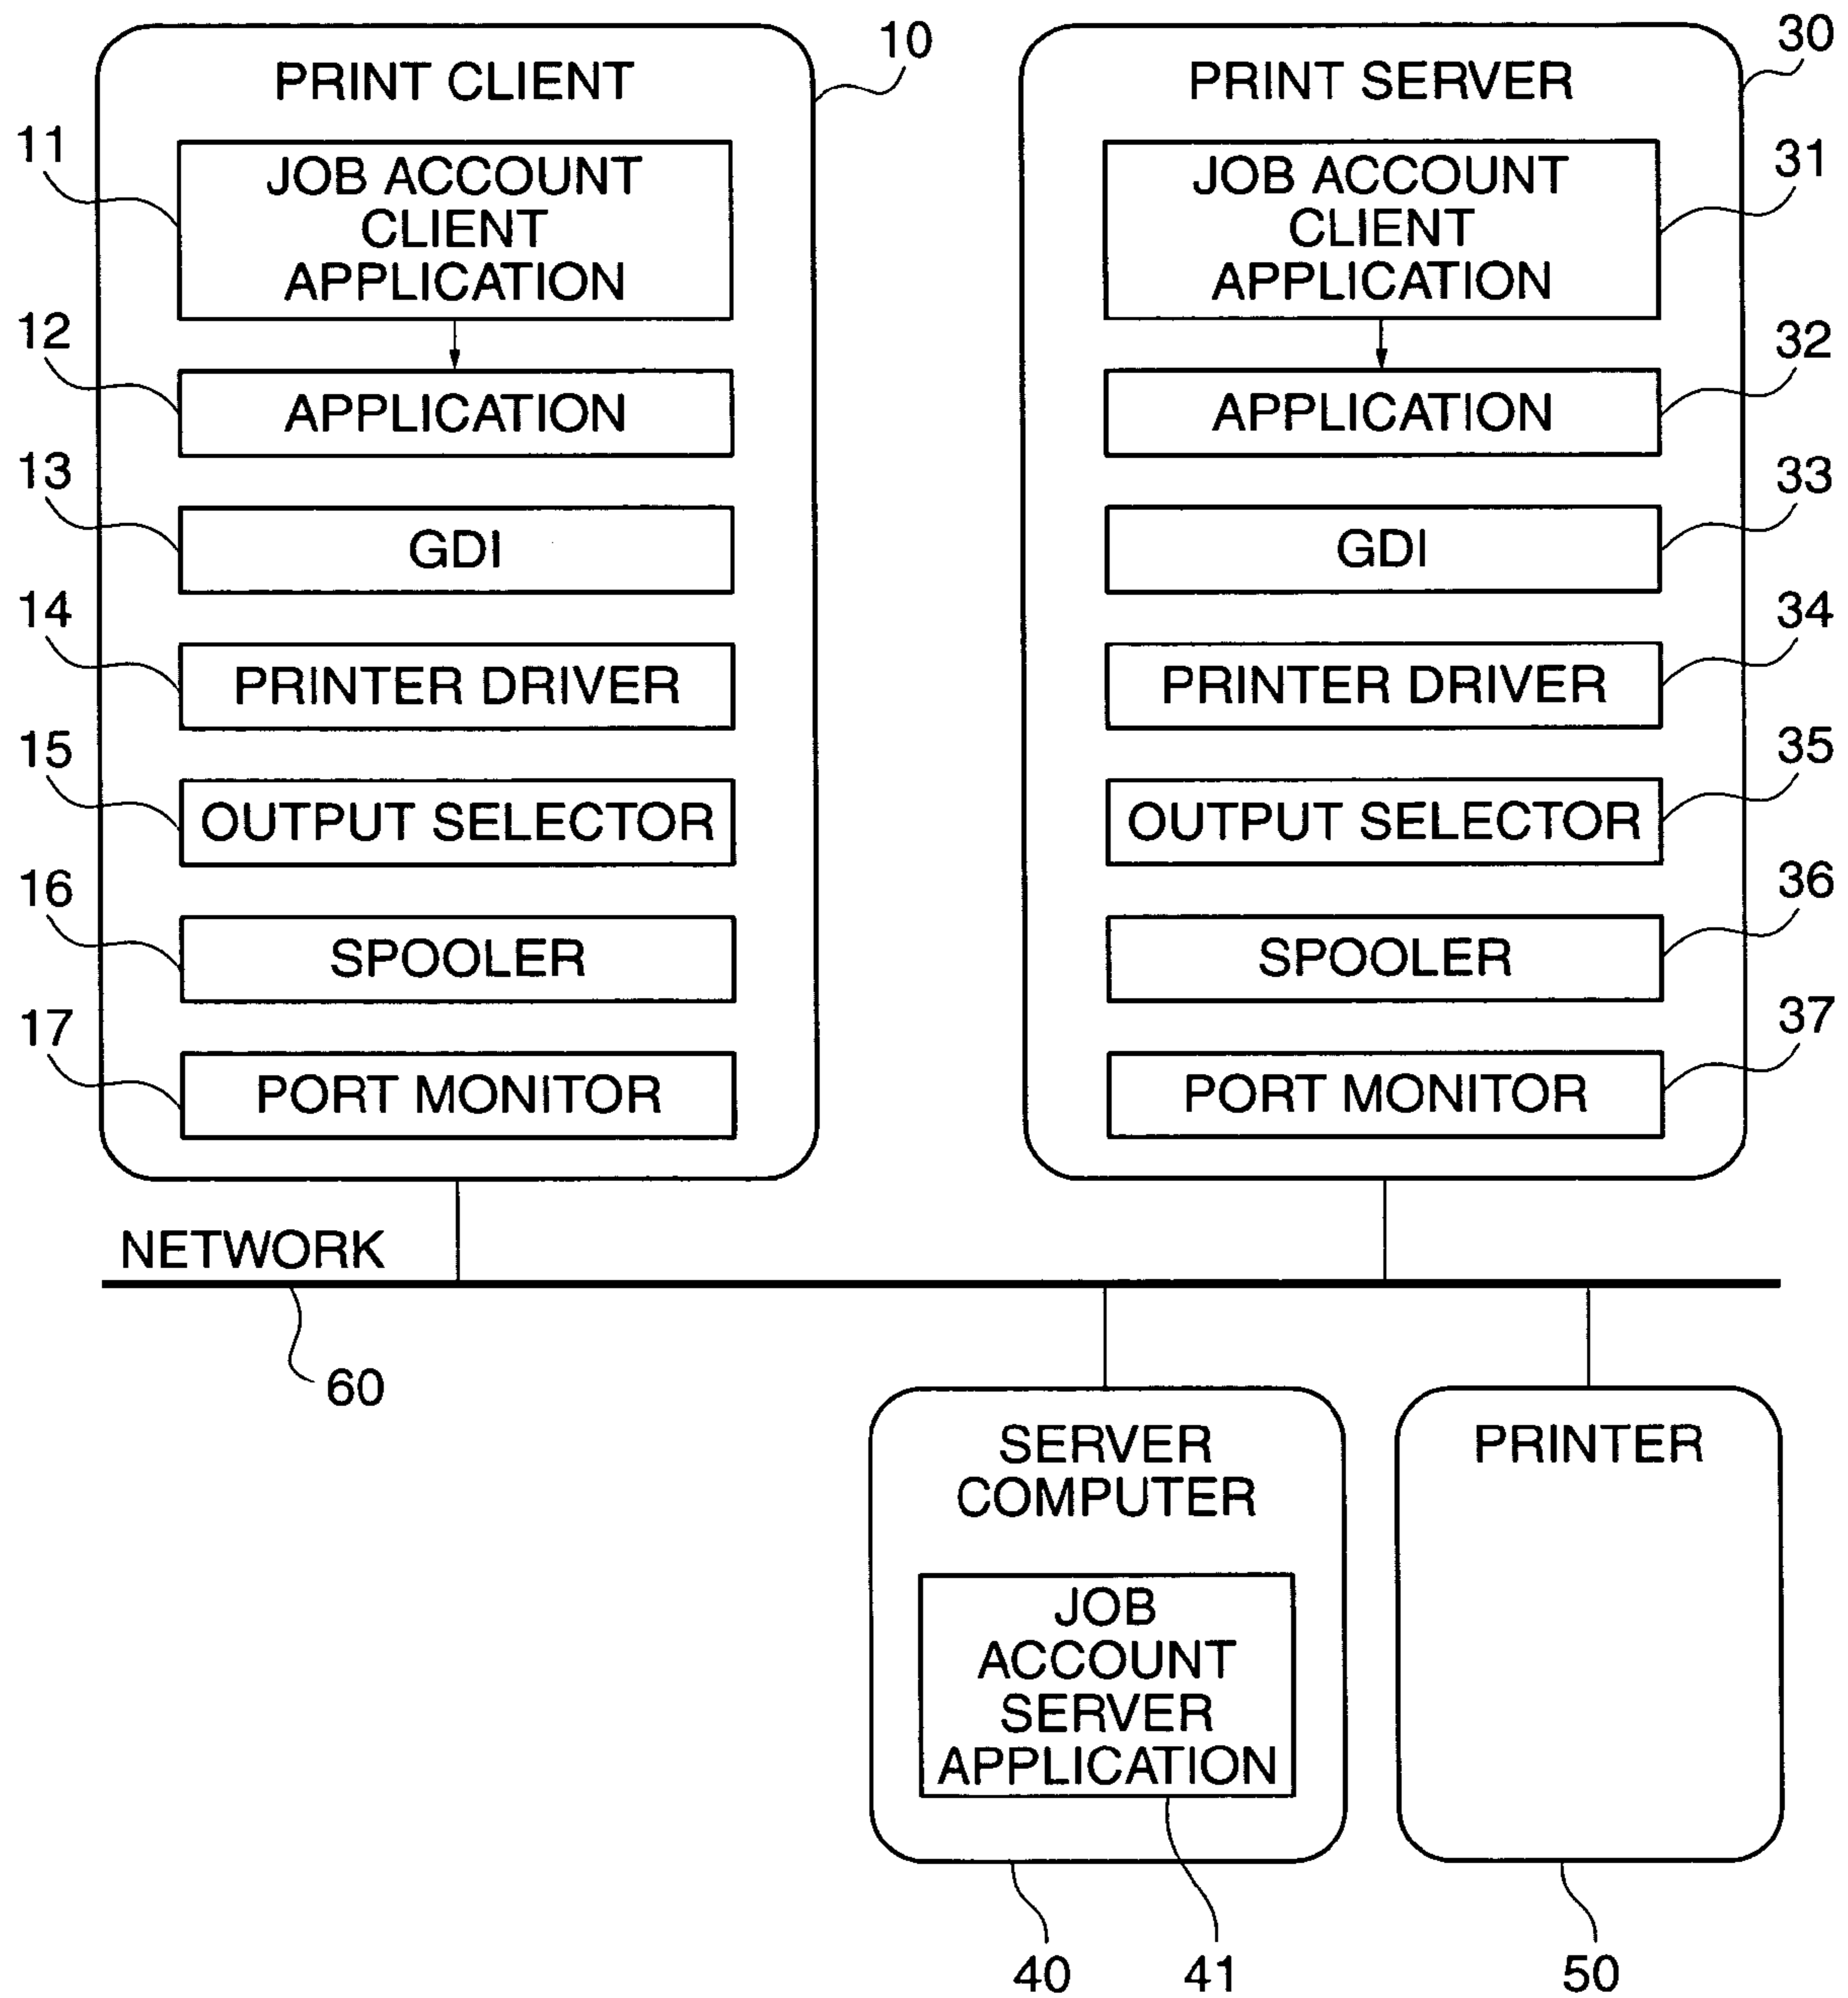 PRINT CLIENT
10
11
JOB ACCOUNT
CLIENT
APPLICATION
12
APPLICATION
13
GDI
14
PRINTER DRIVER
15
OUTPUT SELECTOR
16
SPOOLER
17
PORT MONITOR
PRINT SERVER
30
JOB ACCOUNT
CLIENT
APPLICATION
31
APPLICATION
32
GDI
33
PRINTER DRIVER
34
OUTPUT SELECTOR
35
SPOOLER
36
PORT MONITOR
37
NETWORK
60
SERVER
COMPUTER
JOB
ACCOUNT
SERVER
APPLICATION
40
41
PRINTER
50